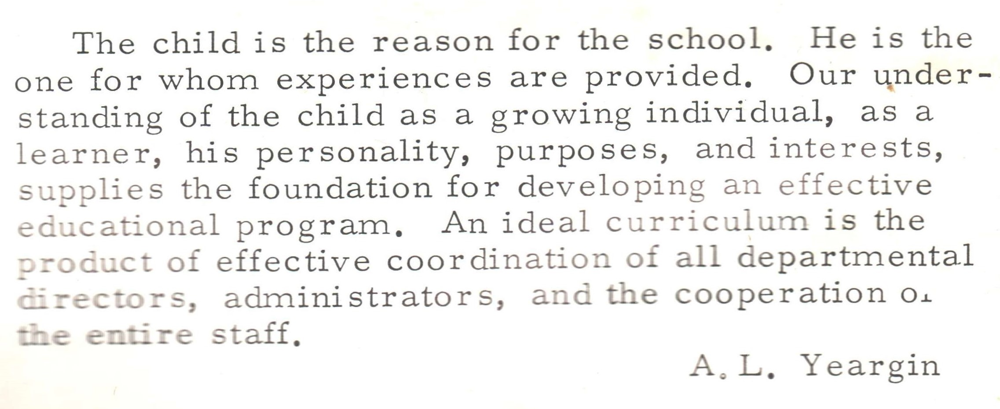 The child is the reason for the school. He is the
one for whom experiences are provided. Our under-
standing of the child as a growing individual, as a
learner, his personality, purposes, and interests,
supplies the foundation for developing an effective
educational program. An ideal curriculum is the
product of effective coordination of all departmental
directors, administrators, and the cooperation of
the entire staff.
A. L. Yeargin